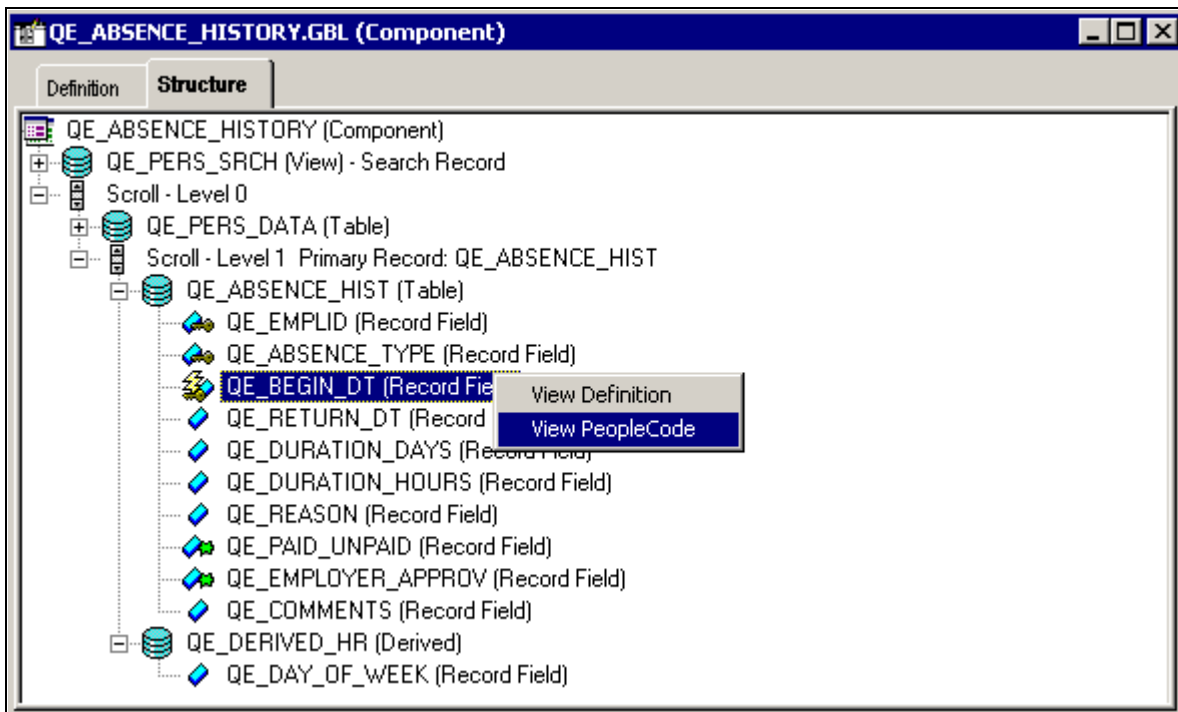 QE_ABSENCE_HISTORY.GBL (Component)
Definition Structure
QE_ABSENCE_HISTORY (Component)
QE_PERS_SRCH (View) - Search Record
Scroll - Level 0
QE_PERS_DATA (Table)
Scroll - Level 1 Primary Record: QE_ABSENCE_HIST
QE_ABSENCE_HIST (Table)
QE_EMPLID (Record Field)
QE_ABSENCE_TYPE (Record Field)
QE_BEGIN_DT (Record Fie
View Definition
QE_RETURN_DT (Record
View PeopleCode
QE_DURATION_DAYS (Record Field)
QE_DURATION_HOURS (Record Field)
QE_REASON (Record Field)
QE_PAID_UNPAID (Record Field)
QE_EMPLOYER_APPROV (Record Field)
QE_COMMENTS (Record Field)
QE_DERIVED_HR (Derived)
QE_DAY_OF_WEEK (Record Field)